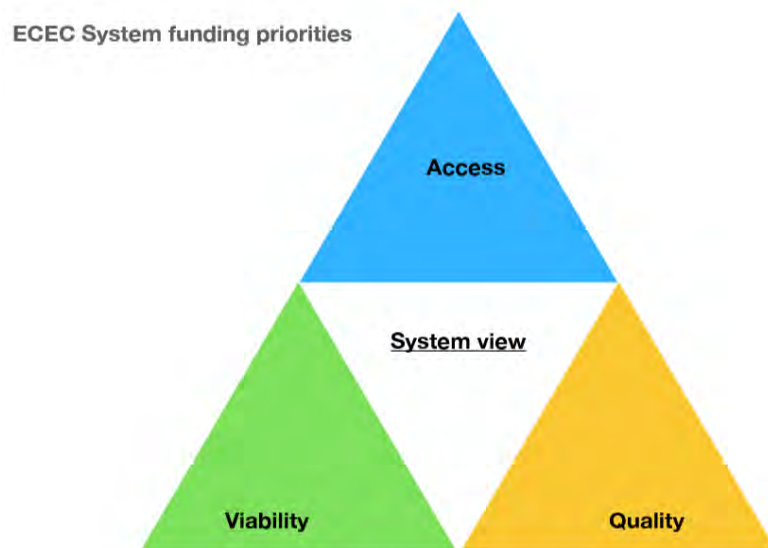 ECEC System funding priorities
Access
System view
Viability
Quality